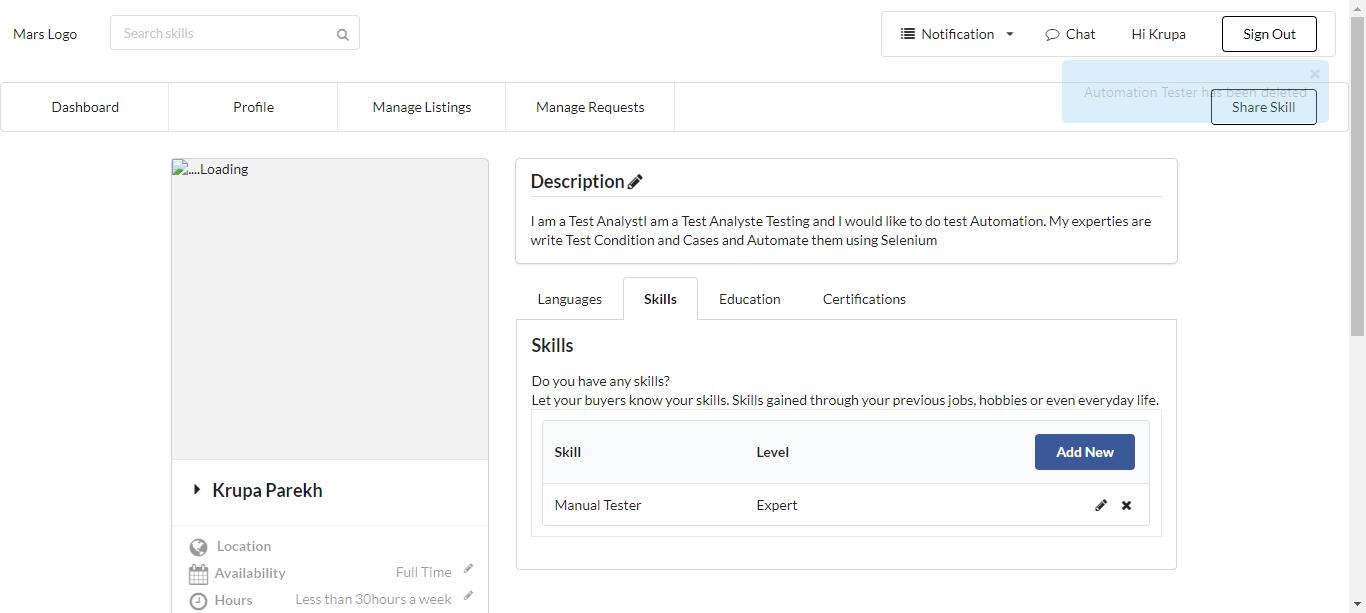 Mars Logo
Search skills
Notification
Chat
Hi Krupa
Sign Out
Automation Tester has been deleted
Dashboard
Profile
Manage Listings
Manage Requests
Share Skill
....Loading
Description
I am a Test AnalystI am a Test Analyste Testing and I would like to do test Automation. My experties are
write Test Condition and Cases and Automate them using Selenium
Languages
Skills
Education
Certifications
Skills
Do you have any skills?
Let your buyers know your skills. Skills gained through your previous jobs, hobbies or even everyday life.
Skill
Level
Add New
Manual Tester
Expert
Krupa Parekh
Location
Availability
Full Time
Hours
Less than 30hours a week